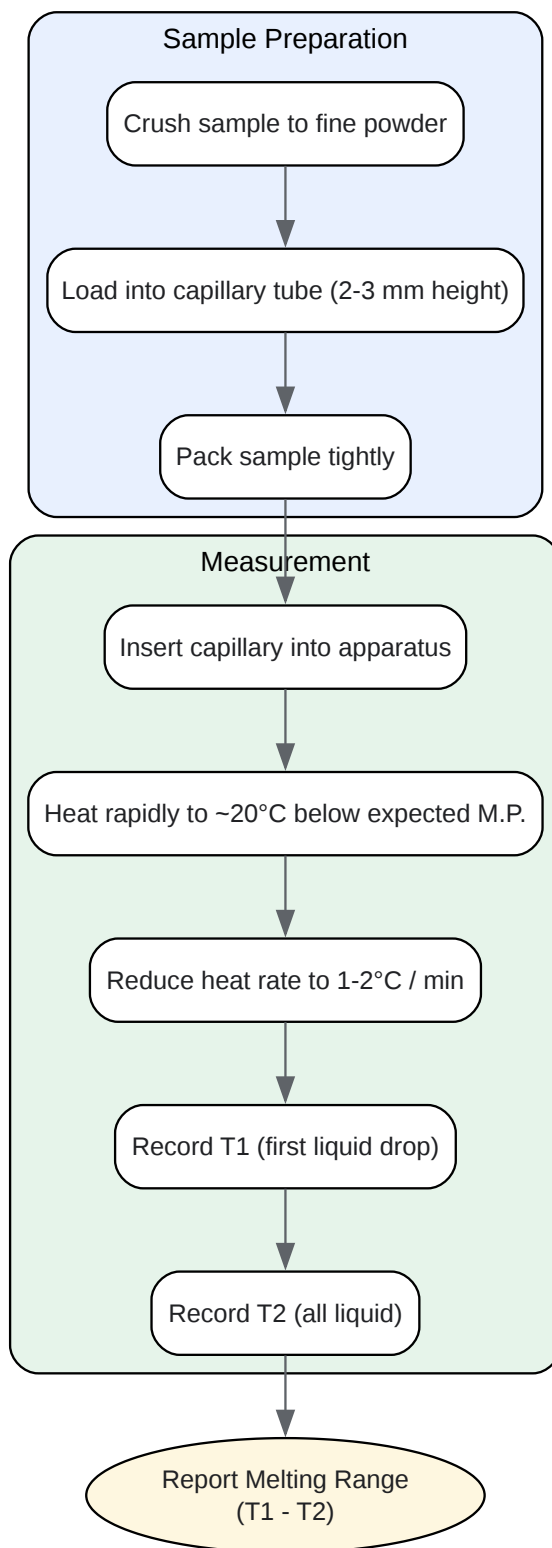 Sample Preparation
Crush sample to fine powder
Load into capillary tube (2-3 mm height)
Pack sample tightly
Measurement
Insert capillary into apparatus
Heat rapidly to ~20°C below expected M.P.
Reduce heat rate to 1-2°C / min
Record T1 (first liquid drop)
Record T2 (all liquid)
Report Melting Range
(T1 - T2)